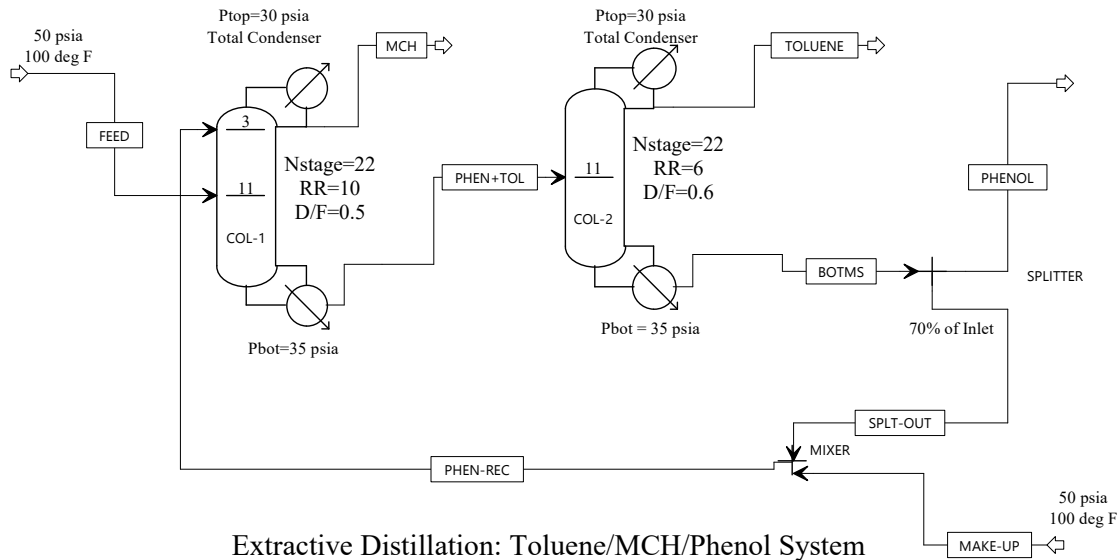 50 psia
100 deg F
FEED
Ptop=30 psia
Total Condenser
MCH
3
11
COL-1
Nstage=22
RR=10
D/F=0.5
Pbot=35 psia
PHEN+TOL
Ptop=30 psia
Total Condenser
TOLUENE
11
COL-2
Nstage=22
RR=6
D/F=0.6
Pbot = 35 psia
BOTMS
PHENOL
SPLITTER
70% of Inlet
SPLT-OUT
MIXER
PHEN-REC
50 psia
100 deg F
MAKE-UP
Extractive Distillation: Toluene/MCH/Phenol System